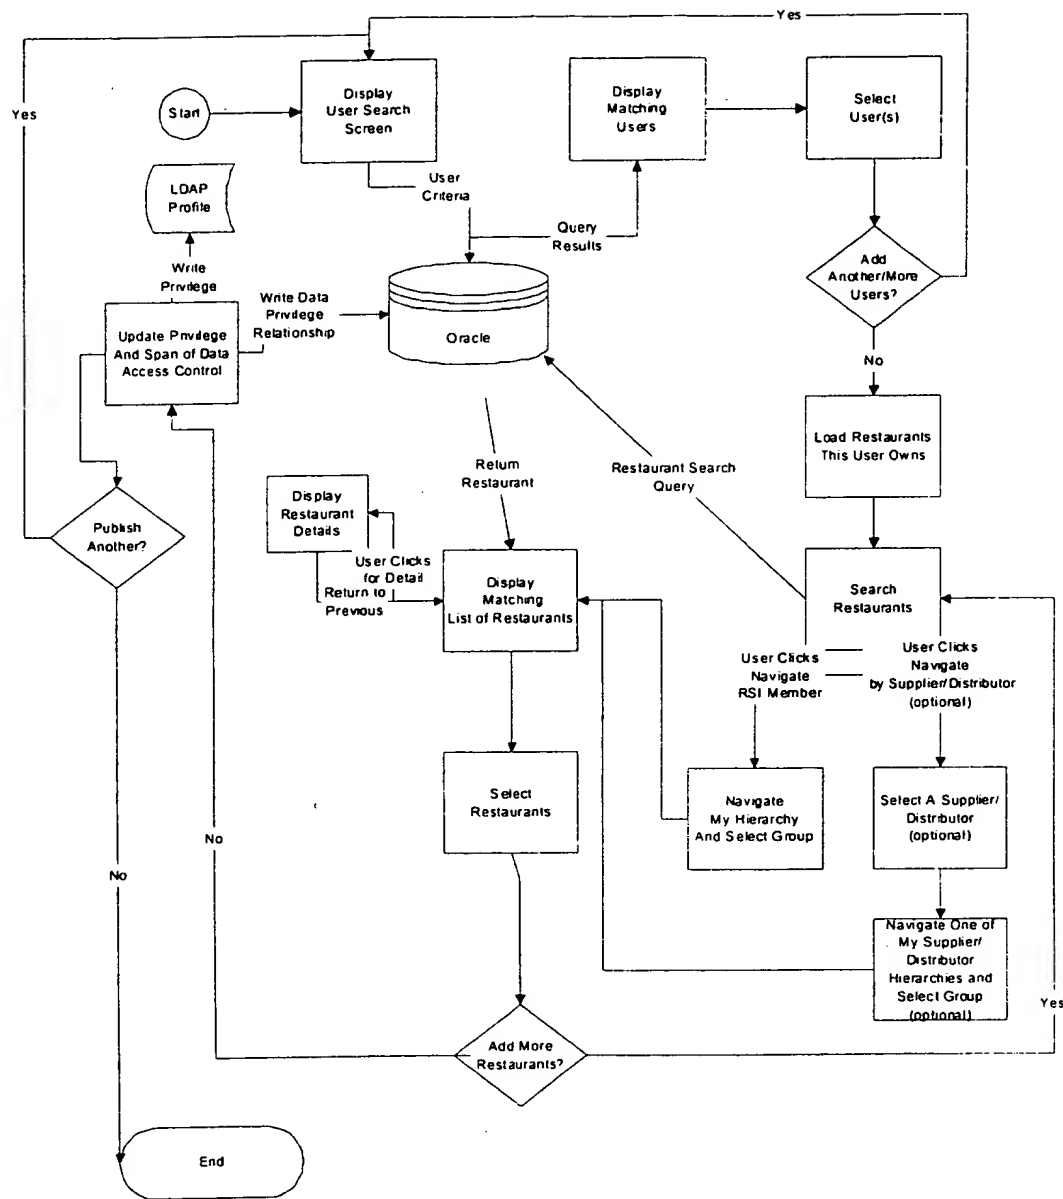 Yes
Yes
Start
Display
User Search
Screen
Display
Matching
Users
Select
User(s)
LDAP
Profile
User
Criteria
Query
Results
Add
Another/More
Users?
Write
Privilege
Write Data
Privilege
Relationship
Update Privilege
And Span of Data
Access Control
Oracle
No
Load Restaurants
This User Owns
Return
Restaurant
Restaurant Search
Query
Display
Restaurant
Details
Publish
Another?
User Clicks
for Detail
Return to
Previous
Display
Matching
List of Restaurants
Search
Restaurants
User Clicks
Navigate
RSI Member
User Clicks
Navigate
by Supplier/Distributor
(optional)
Select
Restaurants
Navigate
My Hierarchy
And Select Group
Select A Supplier/
Distributor
(optional)
No
No
Navigate One of
My Supplier/
Distributor
Hierarchies and
Select Group
(optional)
Yes
Add More
Restaurants?
End